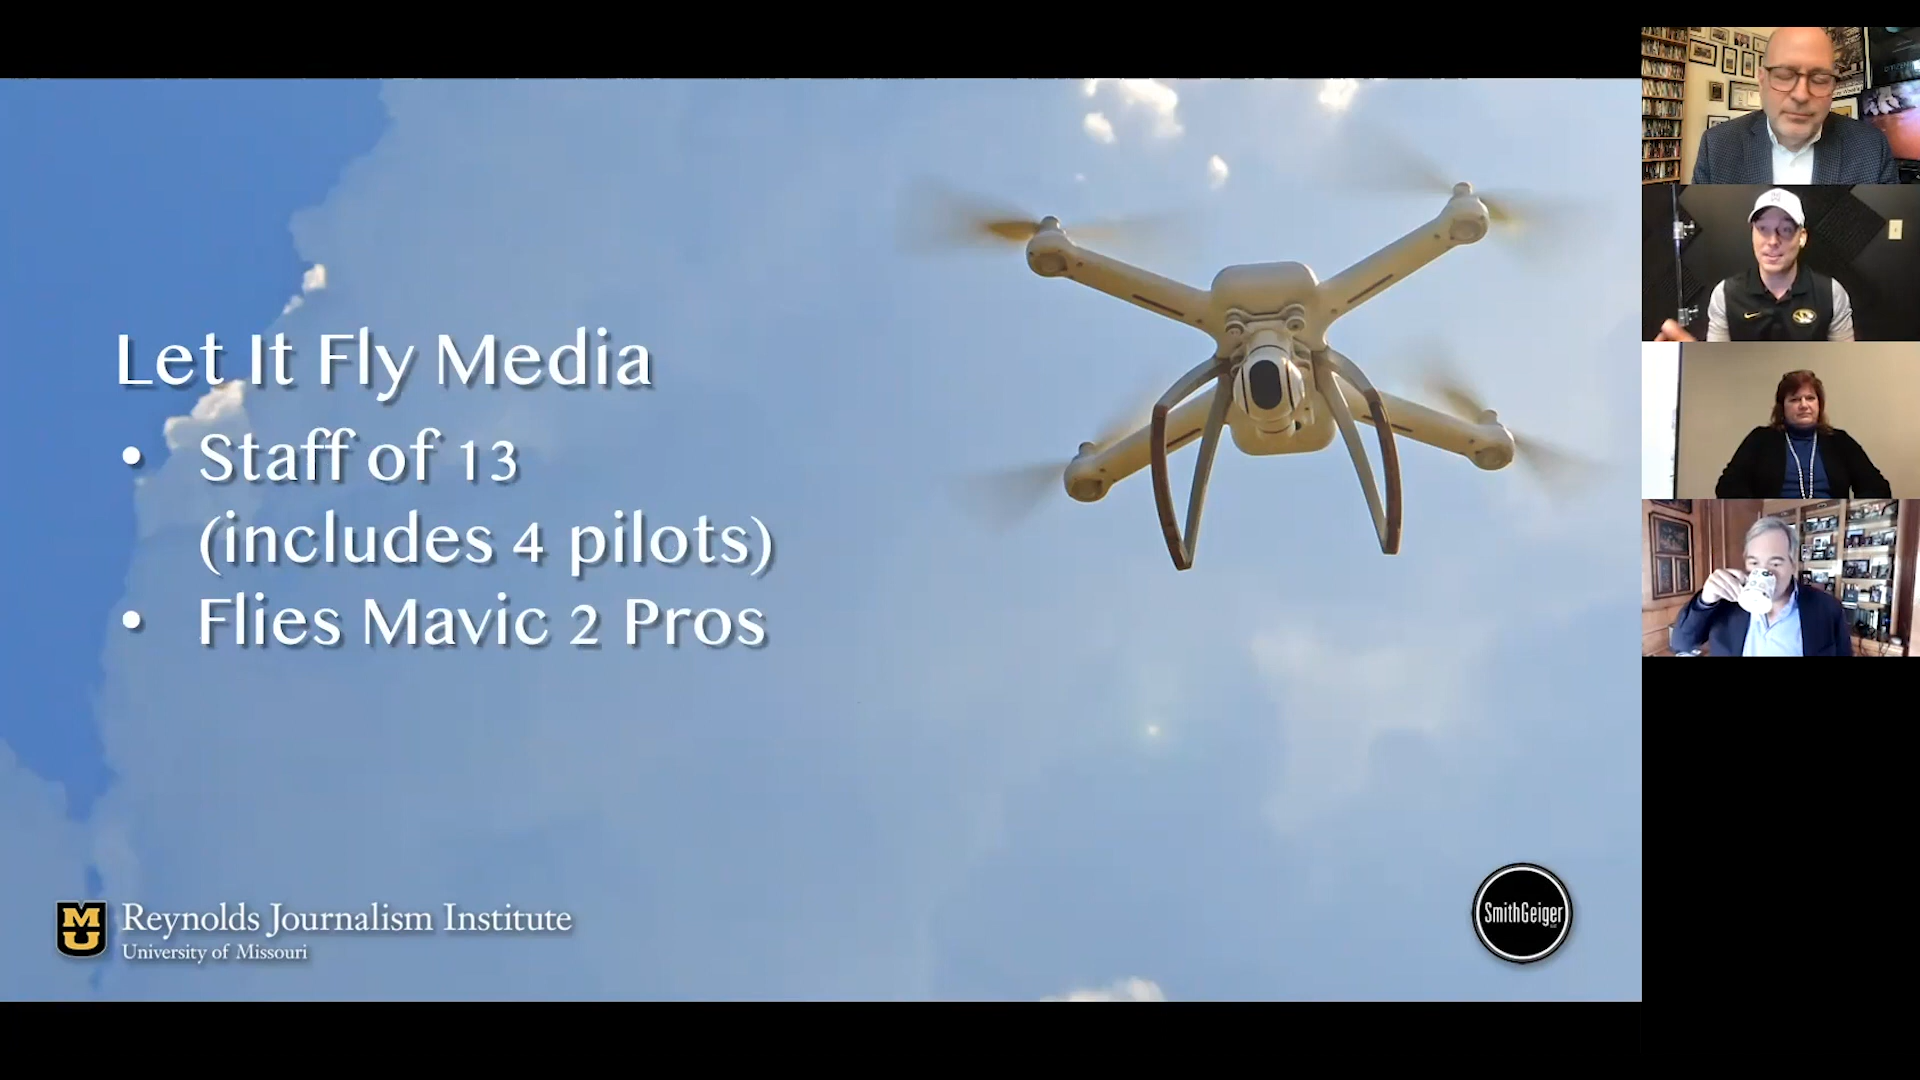 Let It Fly Media
• Staff of 13
(includes 4 pilots)
• Flies Mavic 2 Pros
MU
Reynolds Journalism Institute
University of Missouri
SmithGeiger